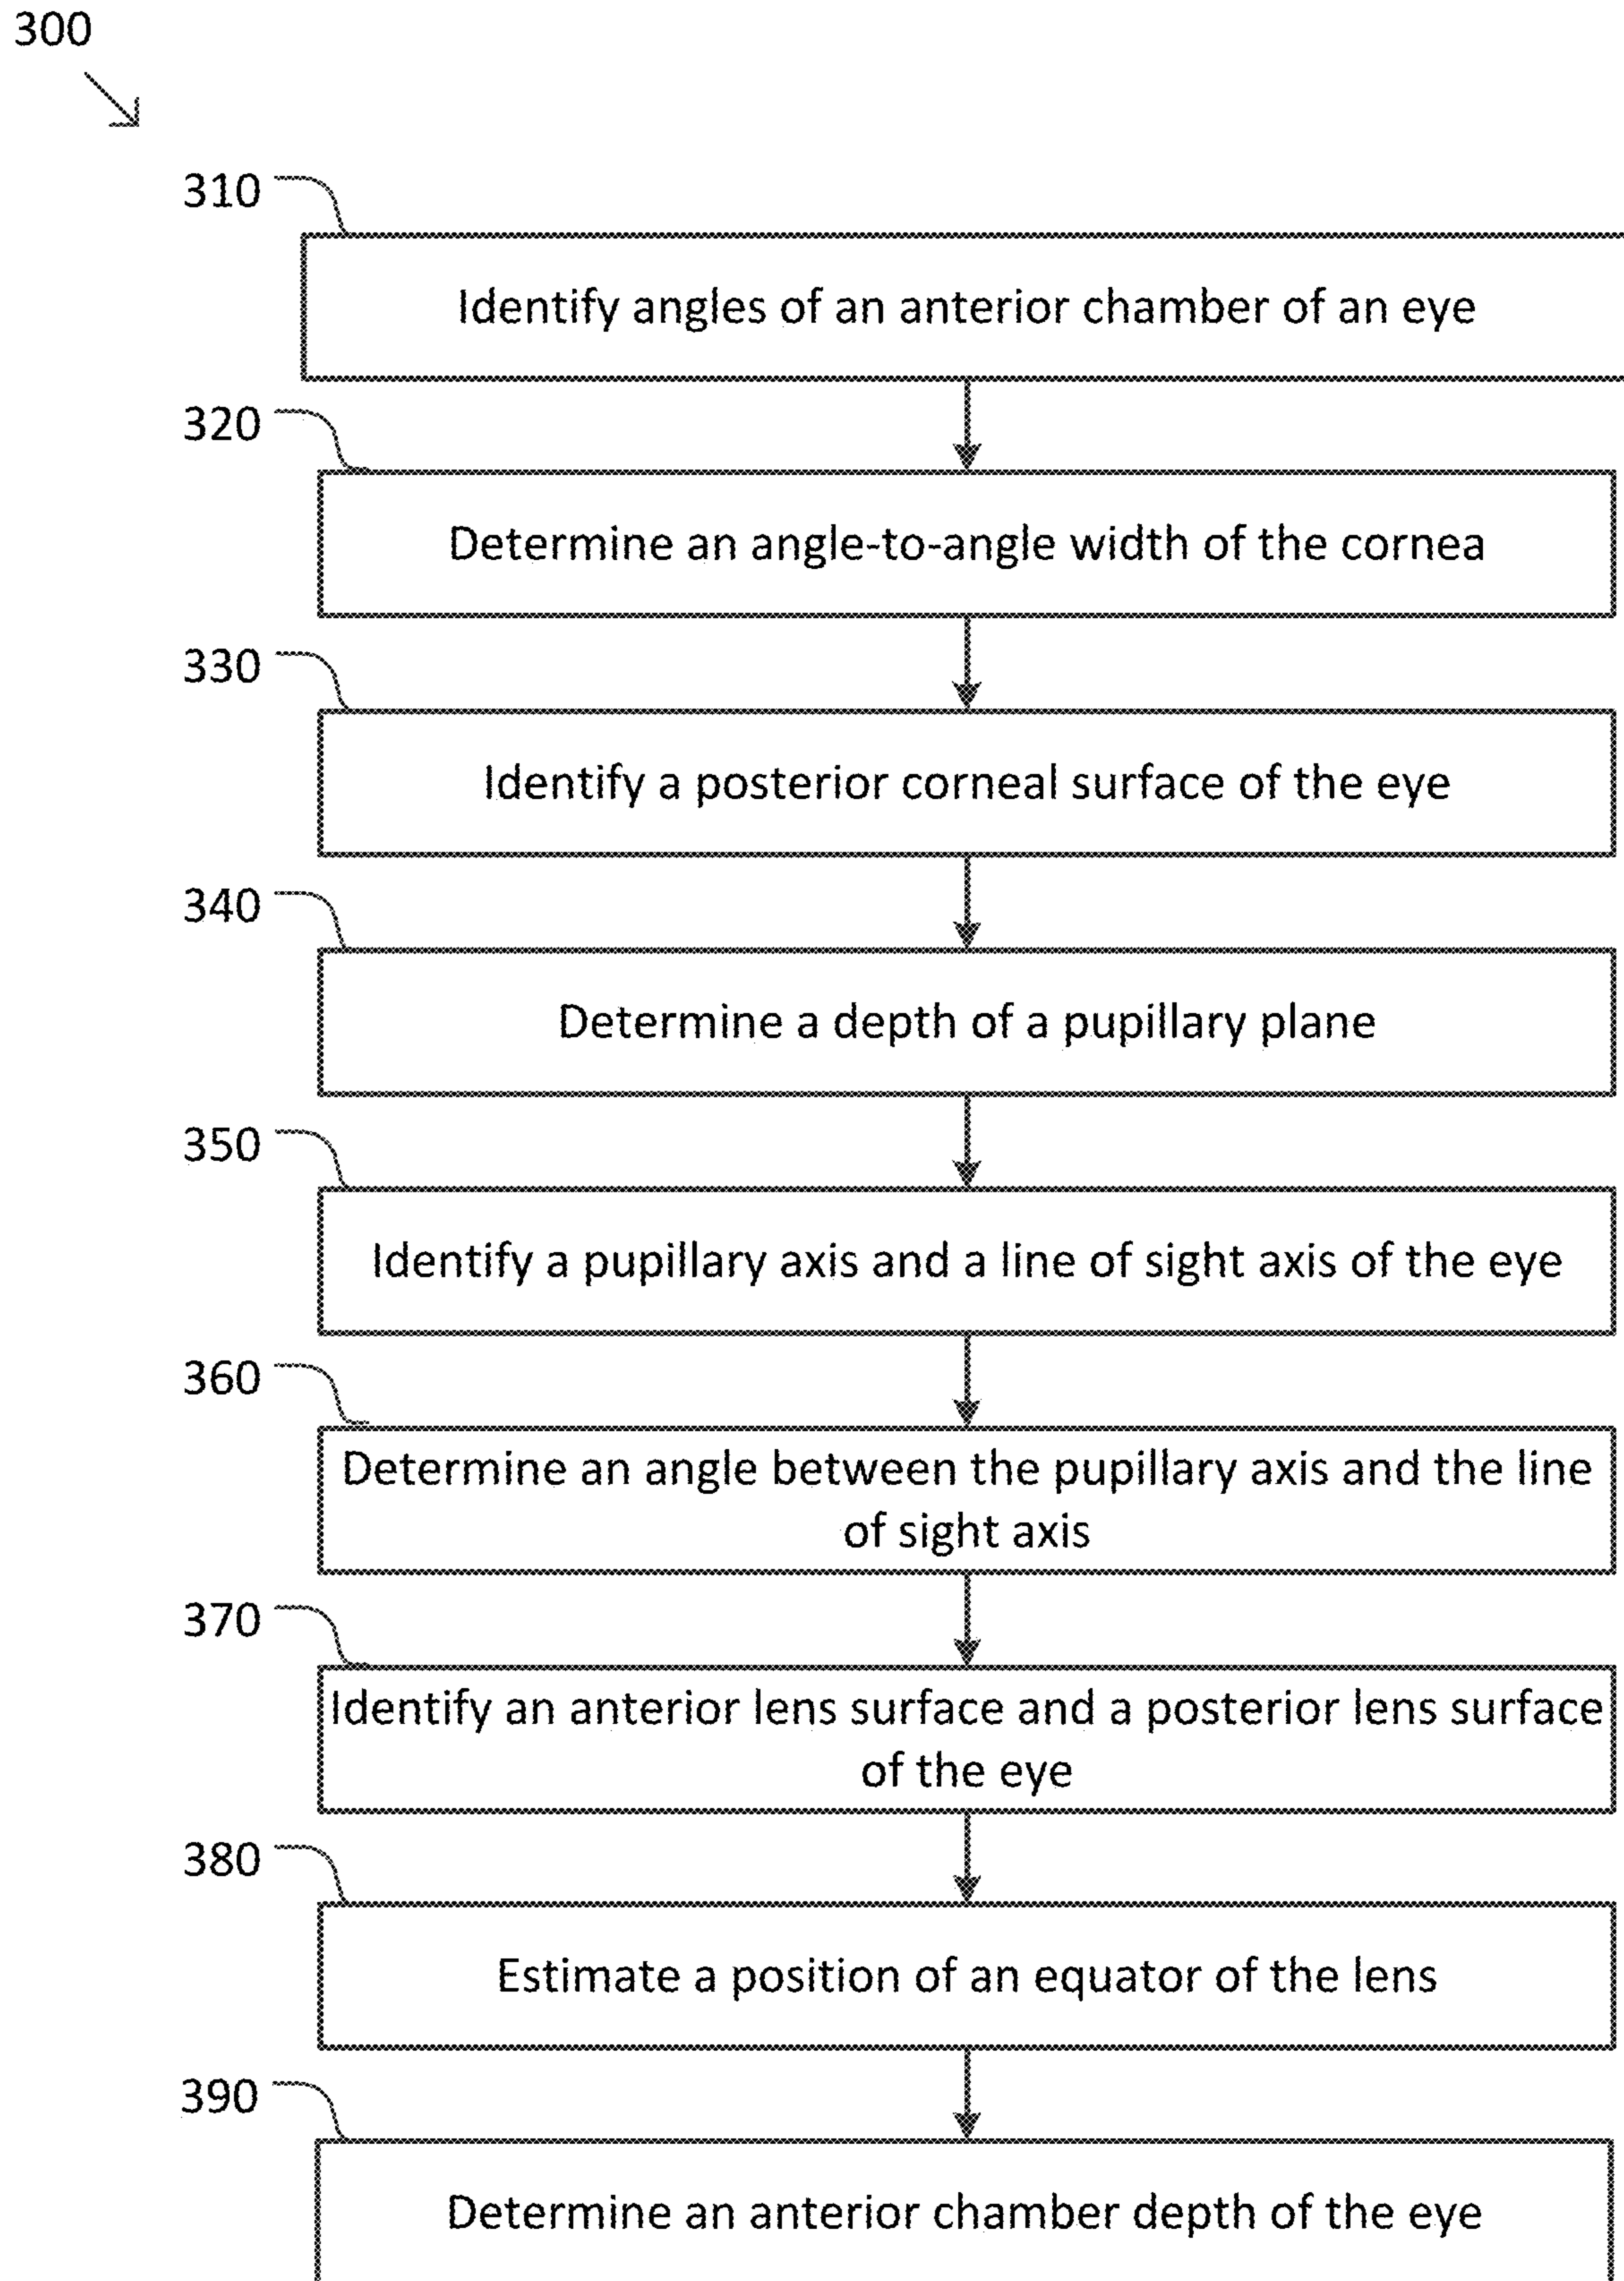 300
310
Identify angles of an anterior chamber of an eye
320
Determine an angle-to-angle width of the cornea
330
Identify a posterior corneal surface of the eye
340
Determine a depth of a pupillary plane
350
Identify a pupillary axis and a line of sight axis of the eye
360
Determine an angle between the pupillary axis and the line
of sight axis
370
Identify an anterior lens surface and a posterior lens surface
of the eye
380
Estimate a position of an equator of the lens
390
Determine an anterior chamber depth of the eye